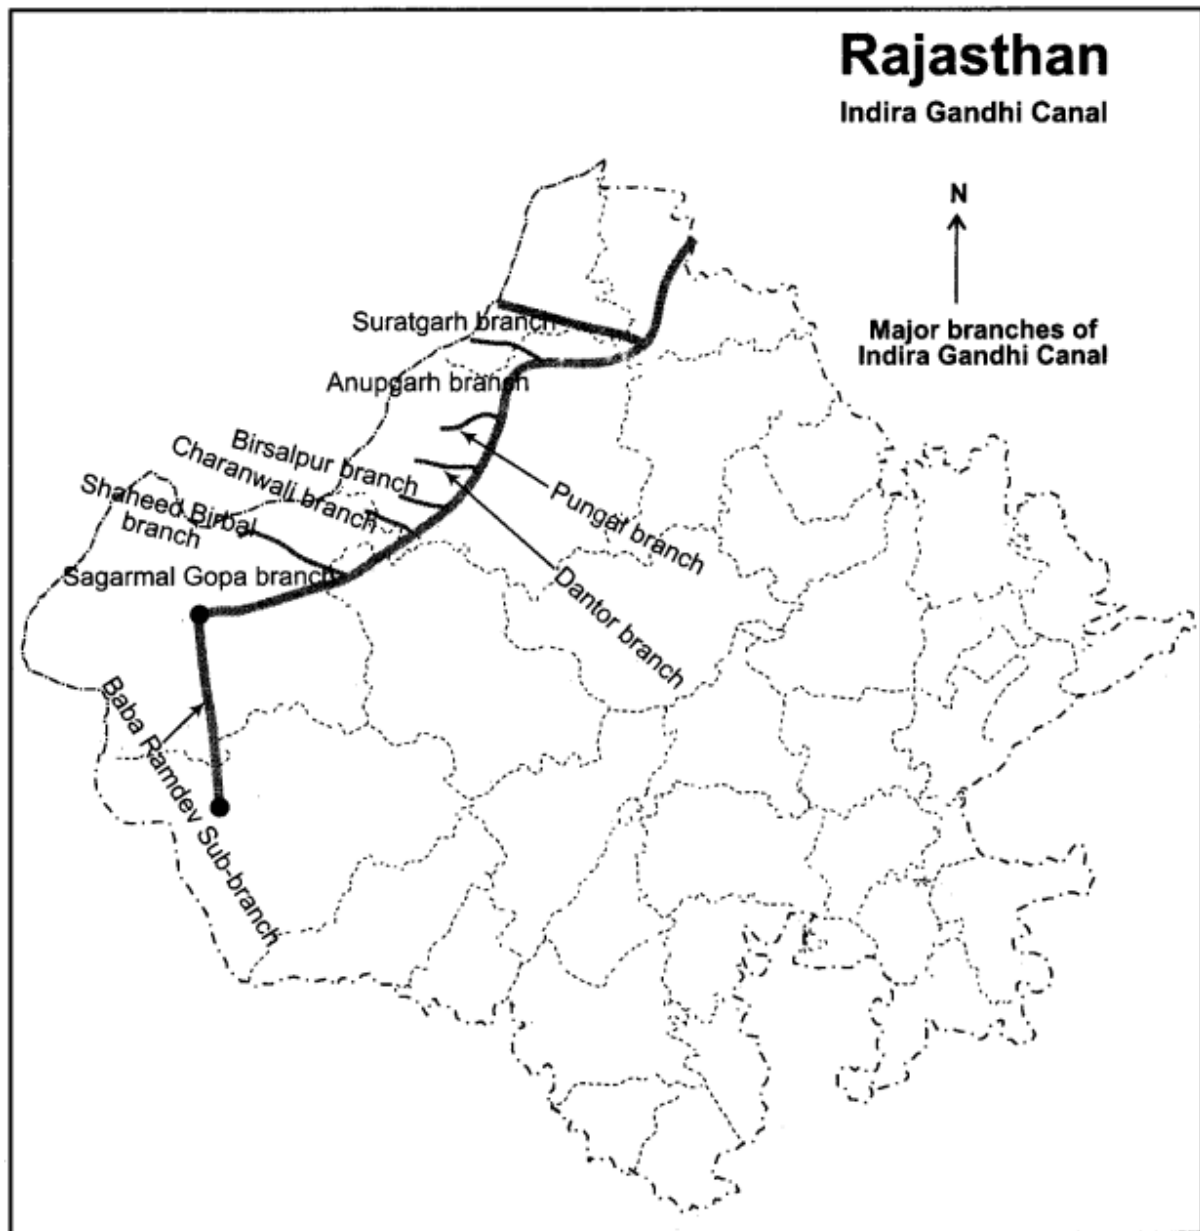 Rajasthan
Indira Gandhi Canal
N
Major branches of
Indira Gandhi Canal
Suratgarh branch
Anupgarh branch
Birsalpur branch
Charanwali branch
Shaheed Birbal
branch
Sagarmal Gopa branch
Pungal branch
Dantor branch
Baba Ramdev Sub-branch